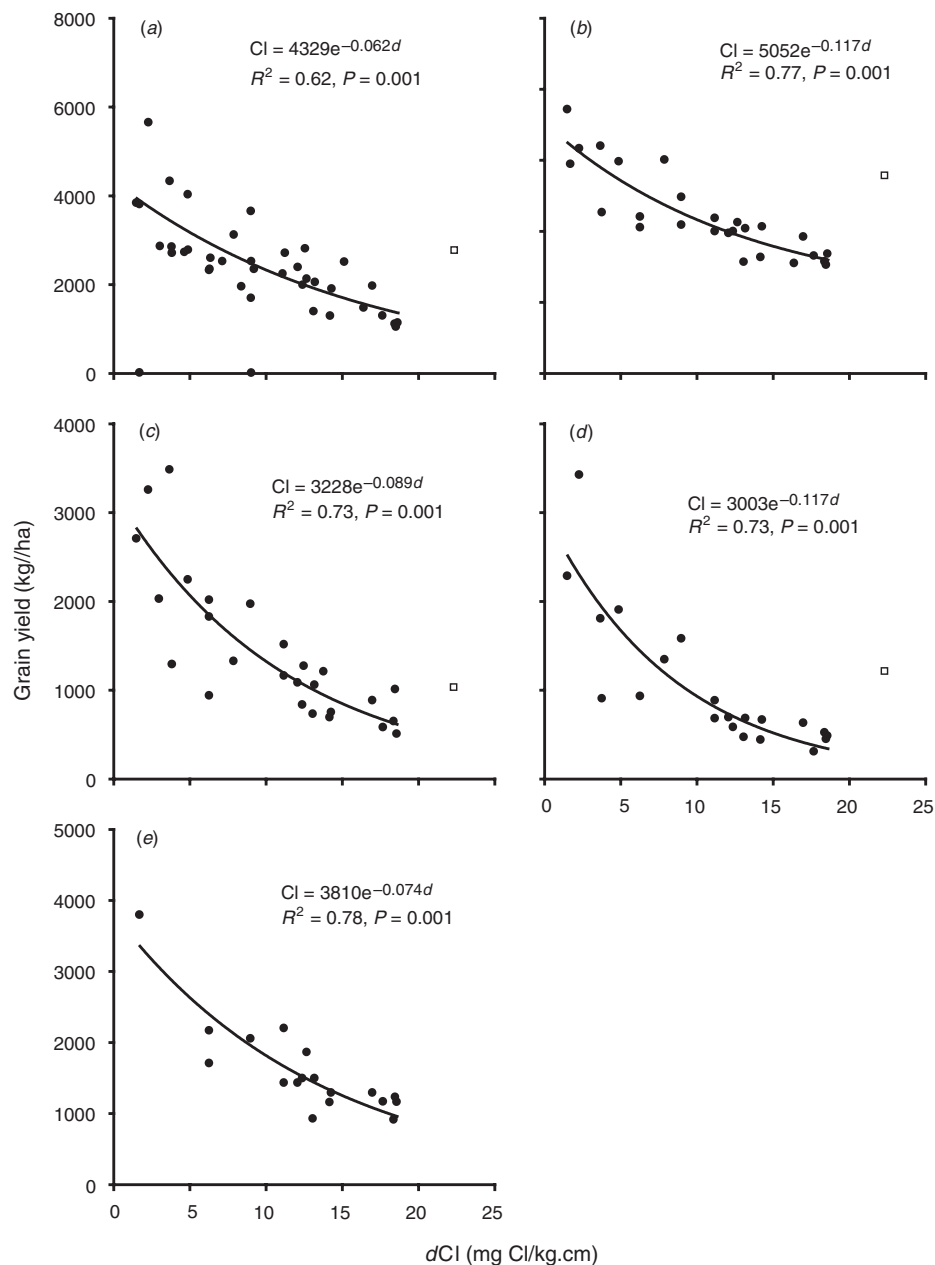 8000
(a)
(b)
Cl = 4329e–0.062d
R2 = 0.62, P = 0.001
Cl = 5052e–0.117d
R2 = 0.77, P = 0.001
6000
4000
2000
0
4000
(c)
(d)
Cl = 3228e–0.089d
R2 = 0.73, P = 0.001
Cl = 3003e–0.117d
R2 = 0.73, P = 0.001
3000
2000
1000
0
0 5 10 15 20 25
Grain yield (kg//ha)
5000
(e)
Cl = 3810e–0.074d
R2 = 0.78, P = 0.001
4000
3000
2000
1000
0
0 5 10 15 20 25
dCl (mg Cl/kg.cm)